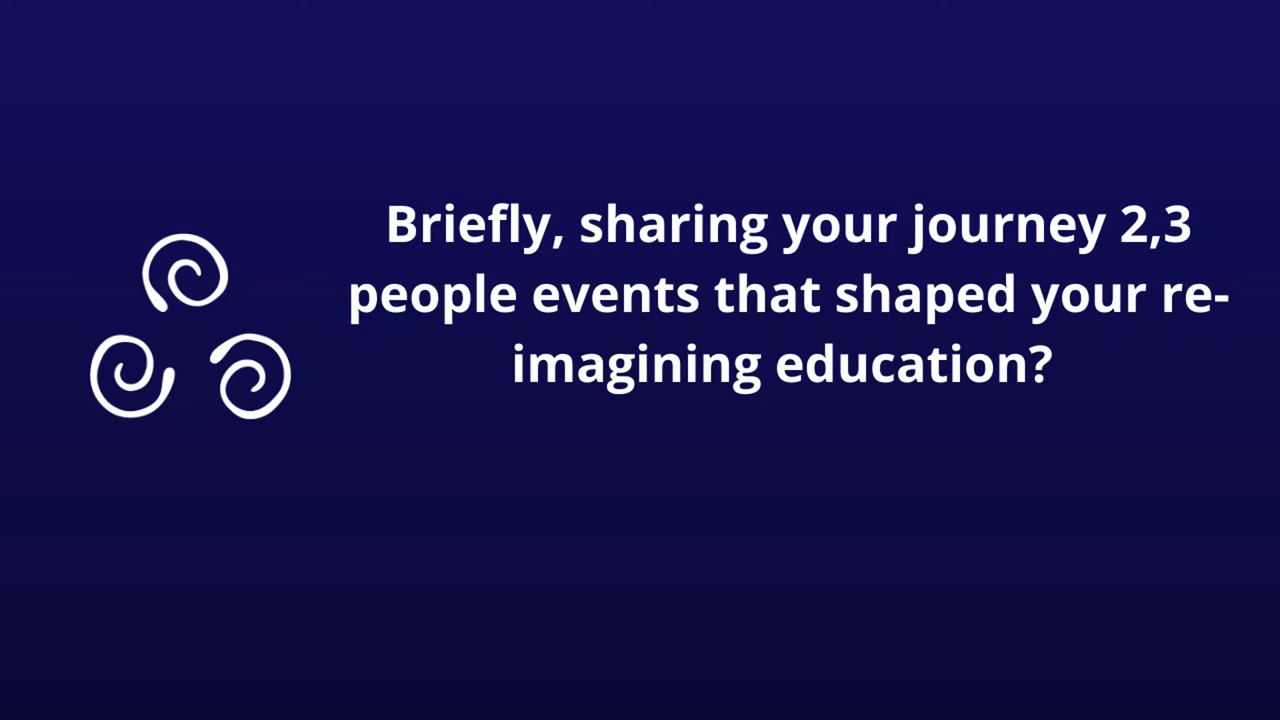 Briefly, sharing your journey 2,3
people events that shaped your re-
imagining education?